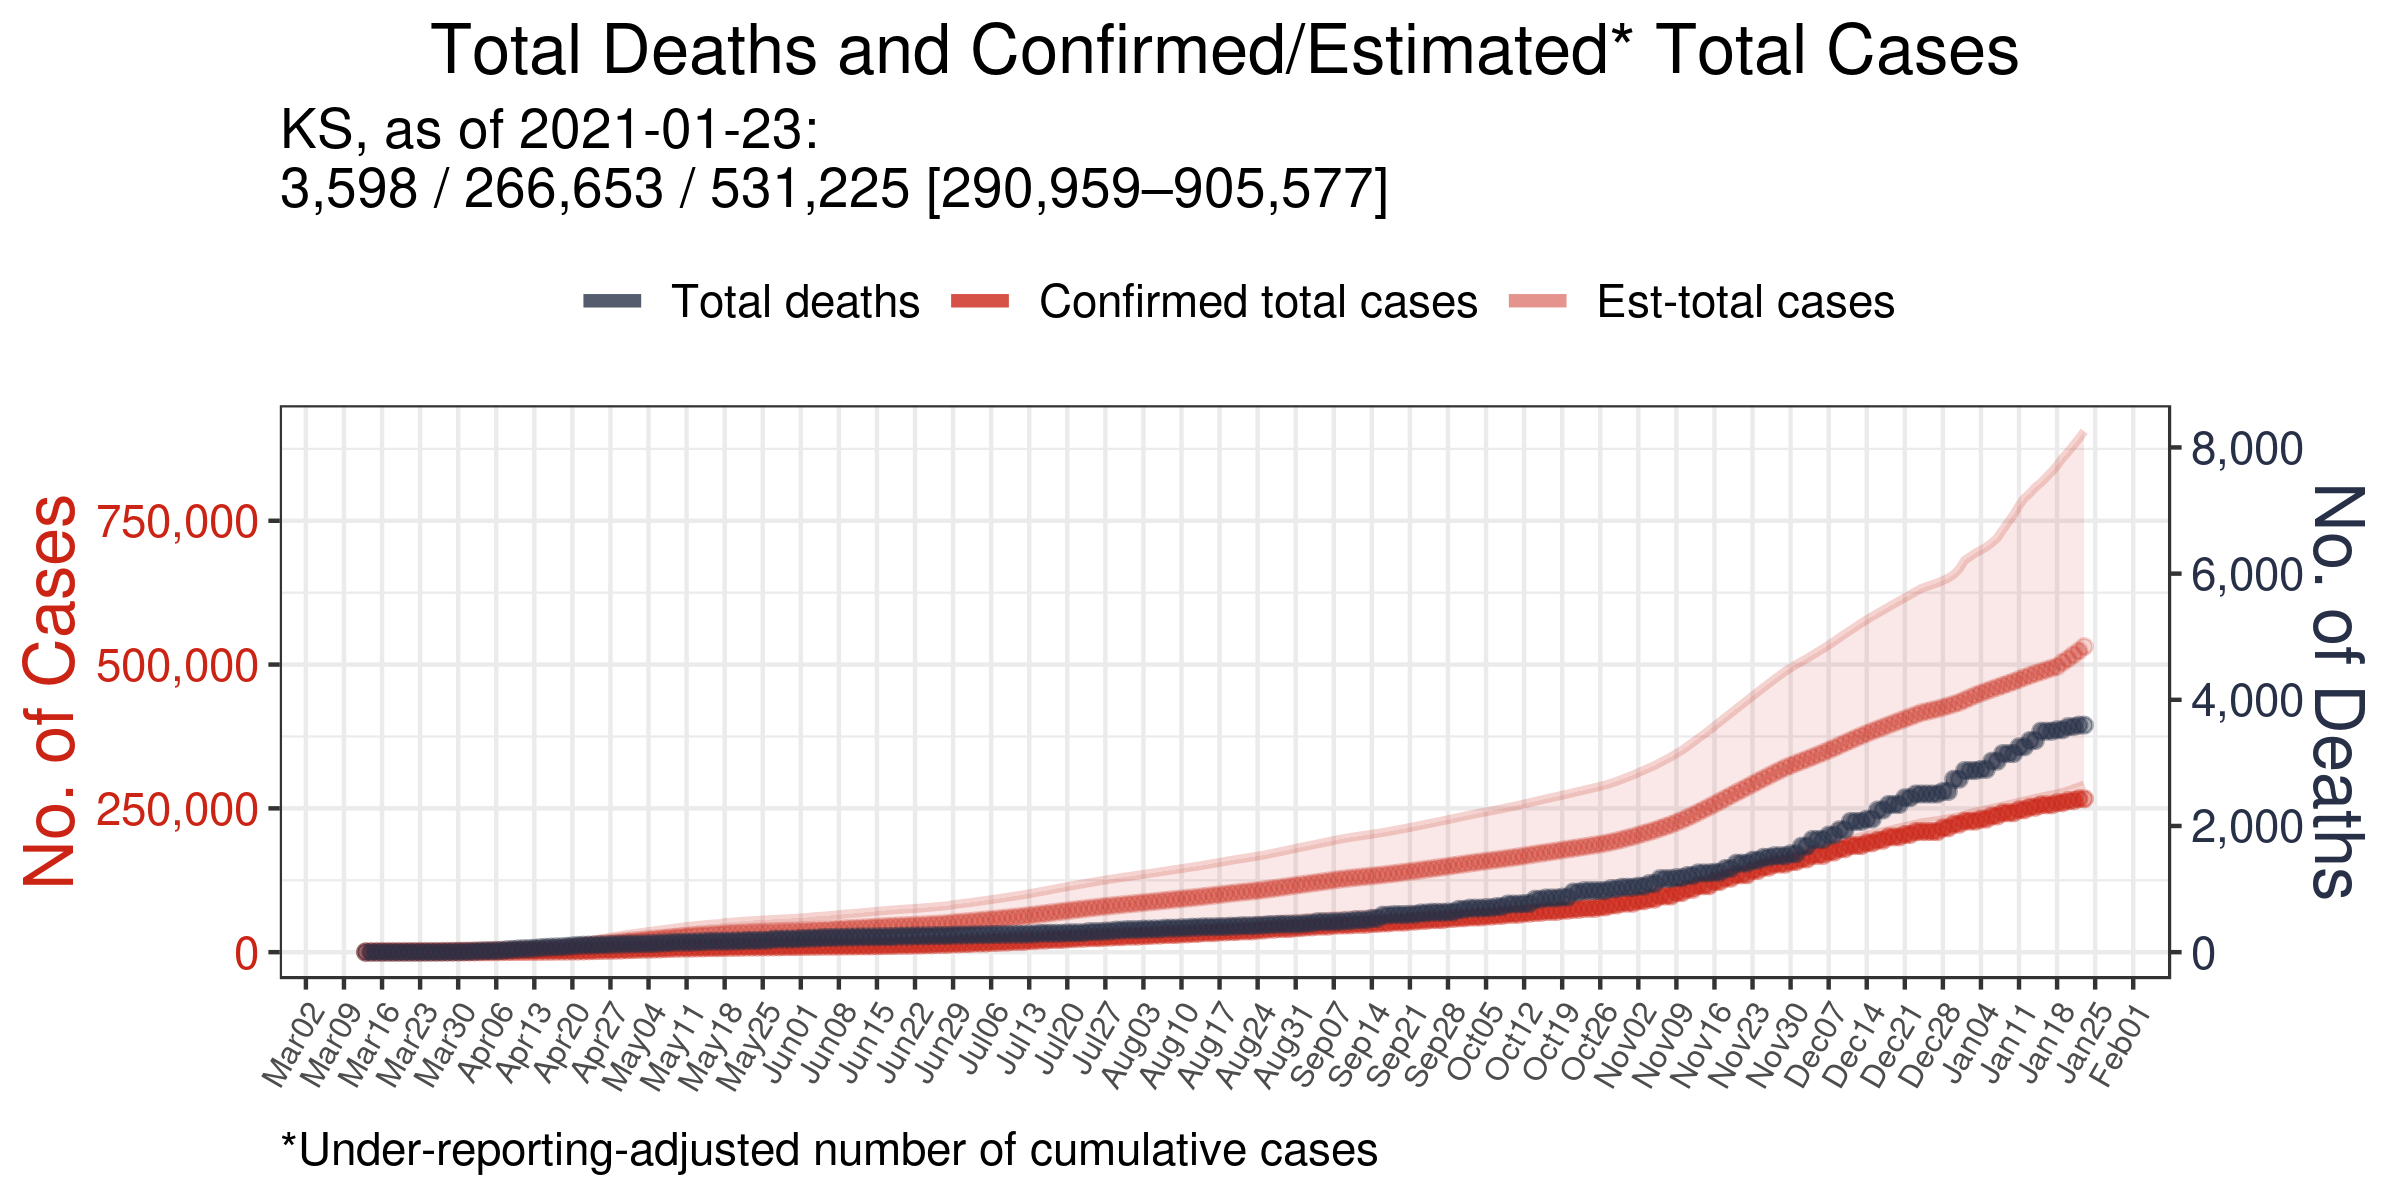 Total Deaths and Confirmed/Estimated* Total Cases
KS, as of 2021-01-23:
3,598 / 266,653 / 531,225 [290,959–905,577]
Total deaths Confirmed total cases Est-total cases
No. of Cases
750,000
500,000
250,000
0
8,000
6,000
4,000
2,000
0
No. of Deaths
Mar02 Mar09 Mar16 Mar23 Mar30 Apr06 Apr13 Apr20 Apr27 May04 May11 May18 May25 Jun01 Jun08 Jun15 Jun22 Jun29 Jul06 Jul13 Jul20 Jul27 Aug03 Aug10 Aug17 Aug24 Aug31 Sep07 Sep14 Sep21 Sep28 Oct05 Oct12 Oct19 Oct26 Nov02 Nov09 Nov16 Nov23 Nov30 Dec07 Dec14 Dec21 Dec28 Jan04 Jan11 Jan18 Jan25 Feb01
*Under-reporting-adjusted number of cumulative cases